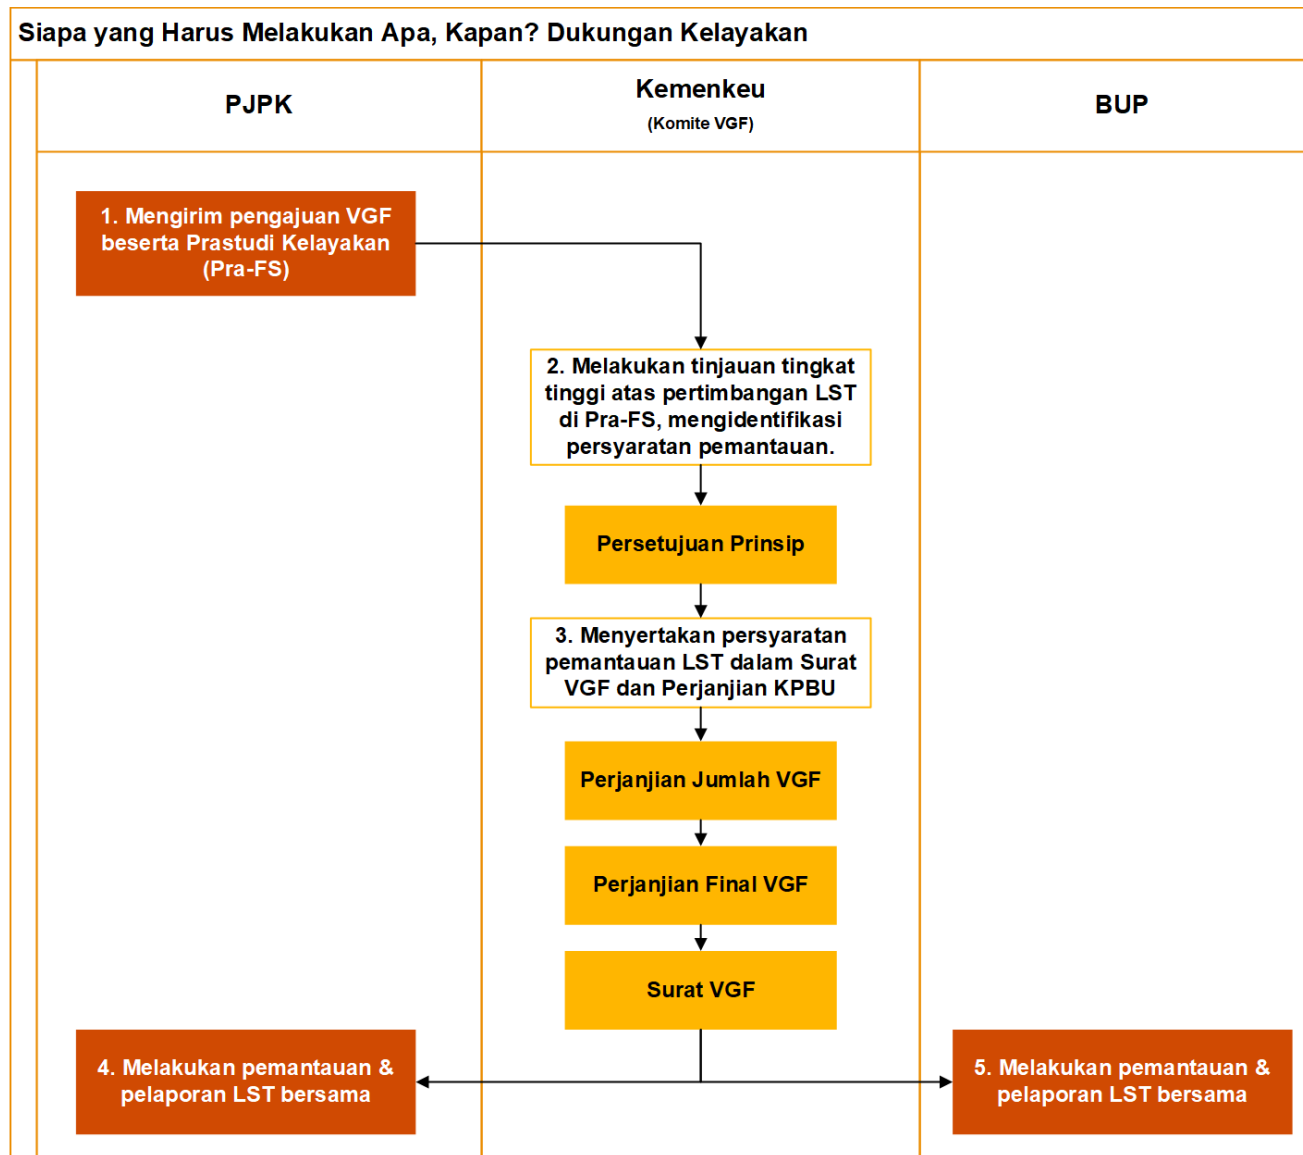 Siapa yang Harus Melakukan Apa, Kapan? Dukungan Kelayakan
PJPK
Kemenkeu
(Komite VGF)
BUP
1. Mengirim pengajuan VGF
beserta Prastudi Kelayakan
(Pra-FS)
2. Melakukan tinjauan tingkat
tinggi atas pertimbangan LST
di Pra-FS, mengidentifikasi
persyaratan pemantauan.
Persetujuan Prinsip
3. Menyertakan persyaratan
pemantauan LST dalam Surat
VGF dan Perjanjian KPBU
Perjanjian Jumlah VGF
Perjanjian Final VGF
Surat VGF
4. Melakukan pemantauan &
pelaporan LST bersama
5. Melakukan pemantauan &
pelaporan LST bersama